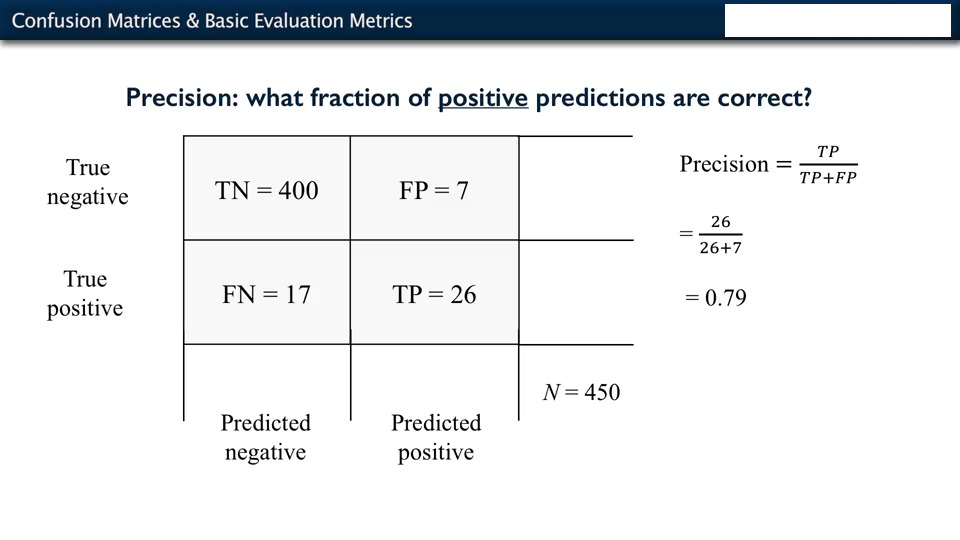 Confusion Matrices & Basic Evaluation Metrics
Precision: what fraction of positive predictions are correct?
True
negative
TN = 400
FP = 7
True
positive
FN = 17
TP = 26
N = 450
Predicted
negative
Predicted
positive
Precision = TP/TP+FP
= 26/26+7
= 0.79